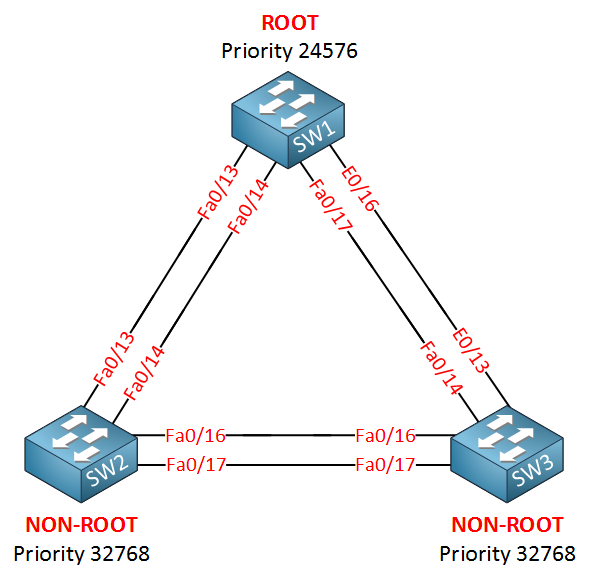 ROOT
Priority 24576
SW1
Fa0/13
Fa0/14
Fa0/17
E0/16
Fa0/13
Fa0/14
Fa0/14
E0/13
Fa0/16
Fa0/16
Fa0/17
Fa0/17
SW2
SW3
NON-ROOT
Priority 32768
NON-ROOT
Priority 32768